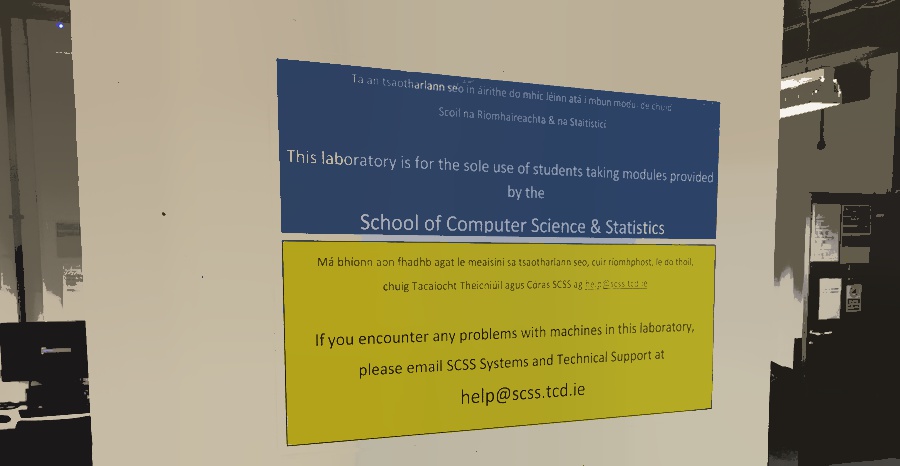 Tá an tsaotharlann seo in áirithe do mhic léinn atá i mbun modúl de chuid
Scoil na Ríomhaireachta & na Staitisticí
This laboratory is for the sole use of students taking modules provided
by the
School of Computer Science & Statistics
Má bhíonn aon fhadhb agat le meaisíní sa tsaotharlann seo, cuir ríomhphost, le do thoil,
chuig Tacaíocht Theicniúil agus Córas SCSS ag help@scss.tcd.ie
If you encounter any problems with machines in this laboratory,
please email SCSS Systems and Technical Support at
help@scss.tcd.ie